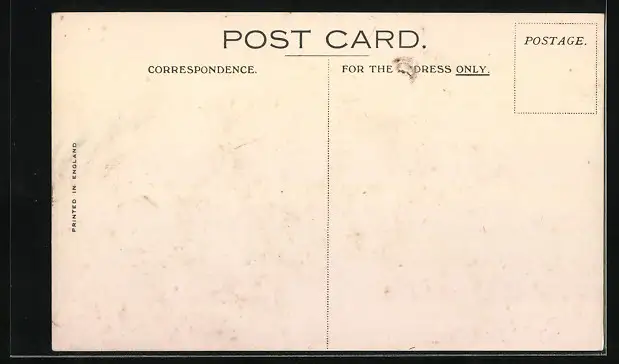 POST CARD.
POSTAGE.
CORRESPONDENCE.
FOR THE DRESS ONLY.
PRINTED IN ENGLAND